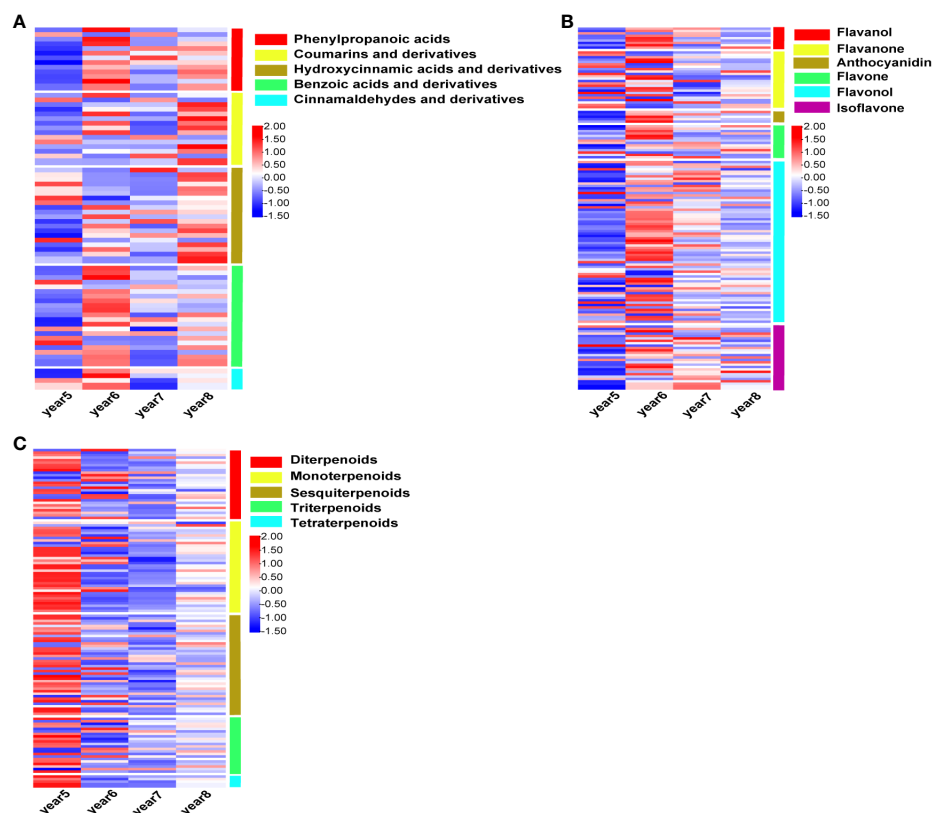 A
Phenylpropanoic acids
Coumarins and derivatives
Hydroxycinnamic acids and derivatives
Benzoic acids and derivatives
Cinnamaldehydes and derivatives
2.00
1.50
1.00
0.50
0.00
-0.50
-1.00
-1.50
year5
year6
year7
year8
B
Flavanol
Flavanone
Anthocyanidin
Flavone
Flavonol
Isoflavone
2.00
1.50
1.00
0.50
0.00
-0.50
-1.00
-1.50
year5
year6
year7
year8
C
Diterpenoids
Monoterpenoids
Sesquiterpenoids
Triterpenoids
Tetraterpenoids
2.00
1.50
1.00
0.50
0.00
-0.50
-1.00
-1.50
year5
year6
year7
year8